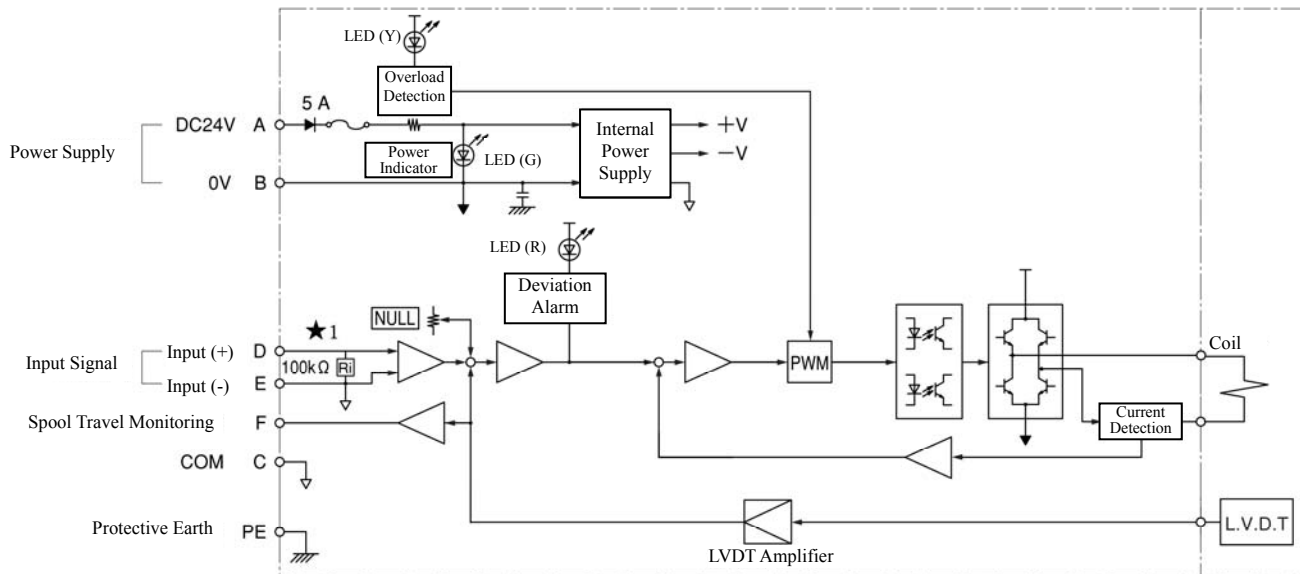 LED (Y)
Overload
Detection
Power Supply
DC24V
A
5 A
Internal
Power
Supply
+V
-V
Power
Indicator
LED (G)
0V
B
LED (R)
Deviation
Alarm
★1
NULL
Input Signal
Input (+)
D
100kΩ
Ri
Input (-)
E
PWM
Coil
Spool Travel Monitoring
F
Current
Detection
COM
C
Protective Earth
PE
LVDT Amplifier
L.V.D.T